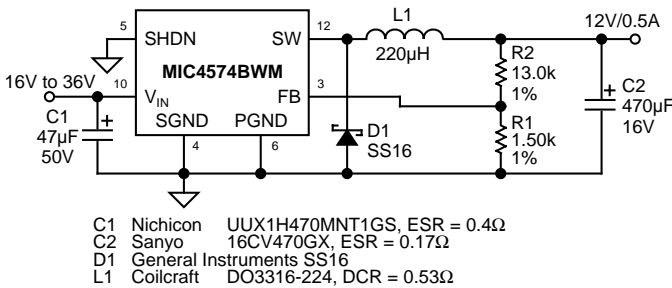 5
SHDN
SW
12
L1
220µH
12V/0.5A
MIC4574BWM
R2
13.0k
1%
16V to 36V
10
VIN
FB
3
C2
470µF
16V
+
C1
47µF
50V
+
SGND
PGND
4
6
D1
SS16
R1
1.50k
1%
C1 Nichicon UUX1H470MNT1GS, ESR = 0.4Ω
C2 Sanyo 16CV470GX, ESR = 0.17Ω
D1 General Instruments SS16
L1 Coilcraft DO3316-224, DCR = 0.53Ω